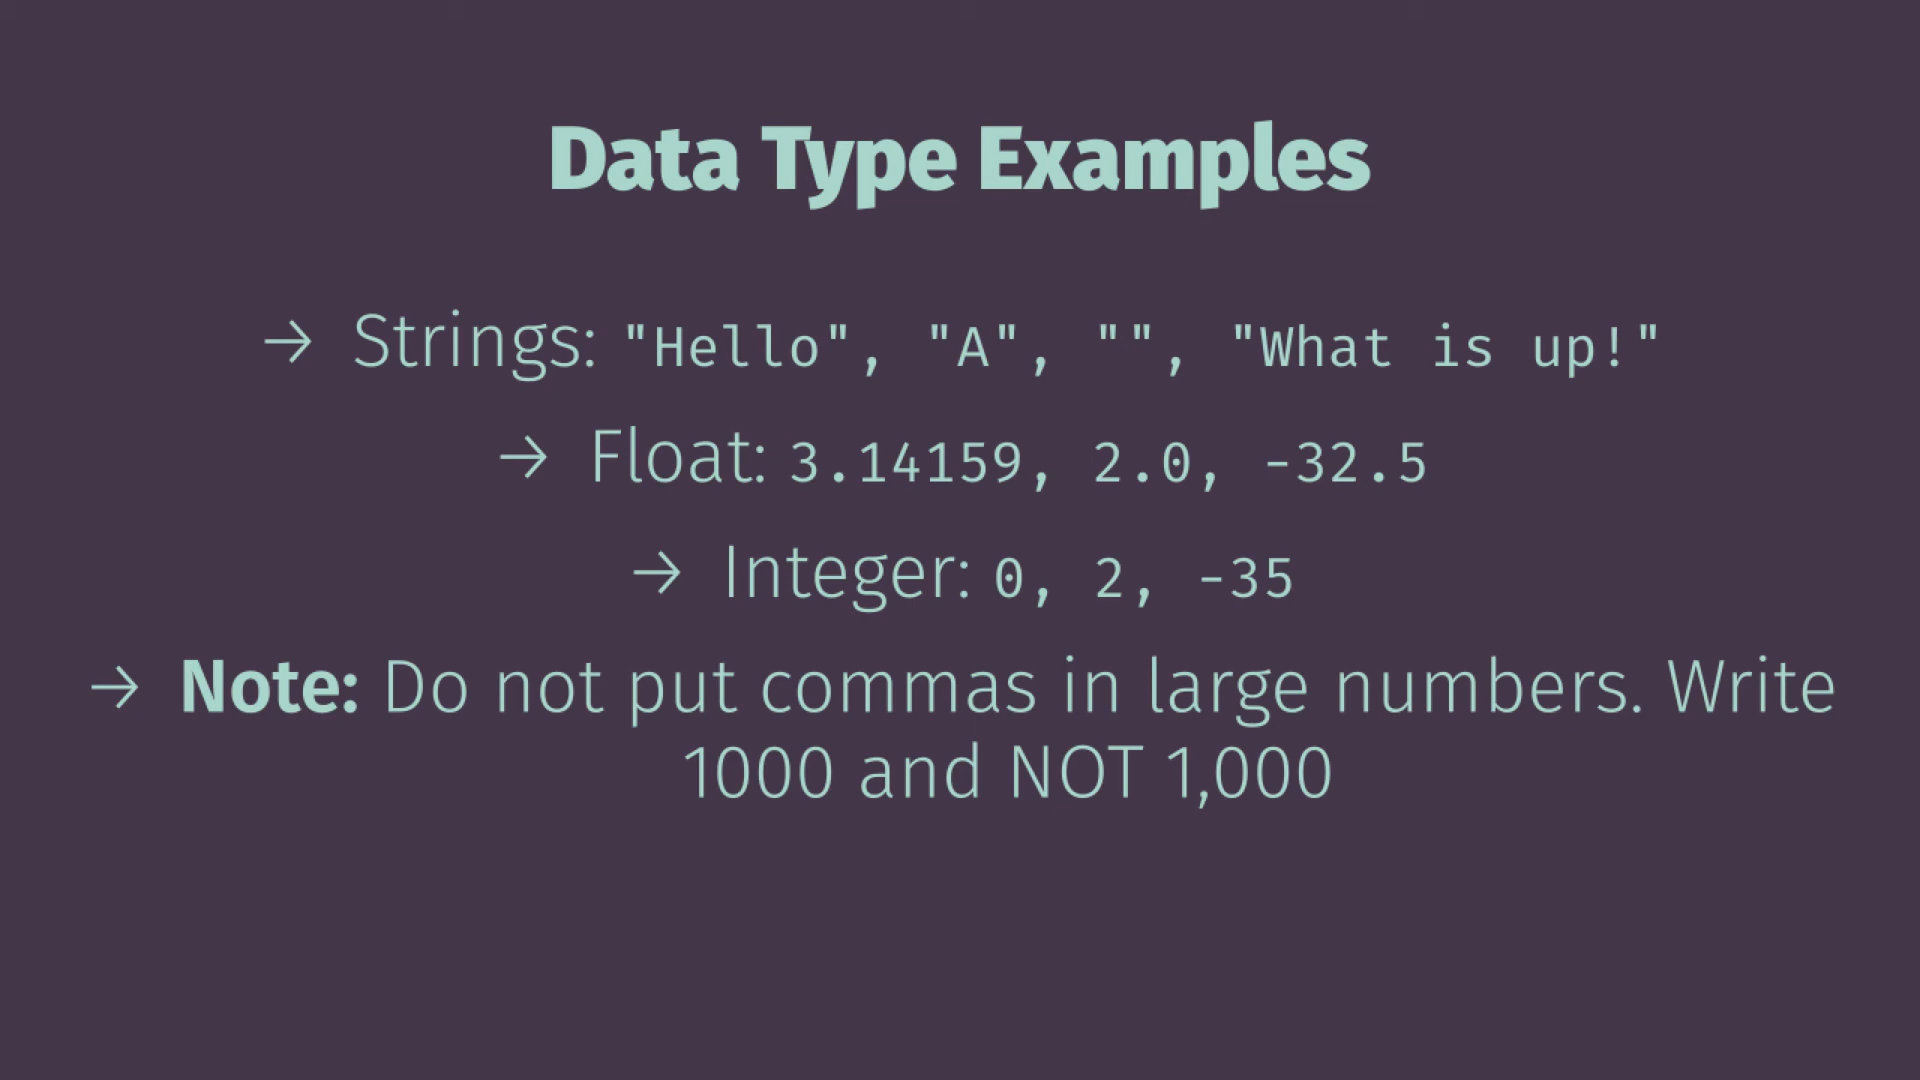 Data Type Examples
→ Strings: "Hello", "A", "", "What is up!"
→ Float: 3.14159, 2.0, -32.5
→ Integer: 0, 2, -35
→ Note: Do not put commas in large numbers. Write
1000 and NOT 1,000